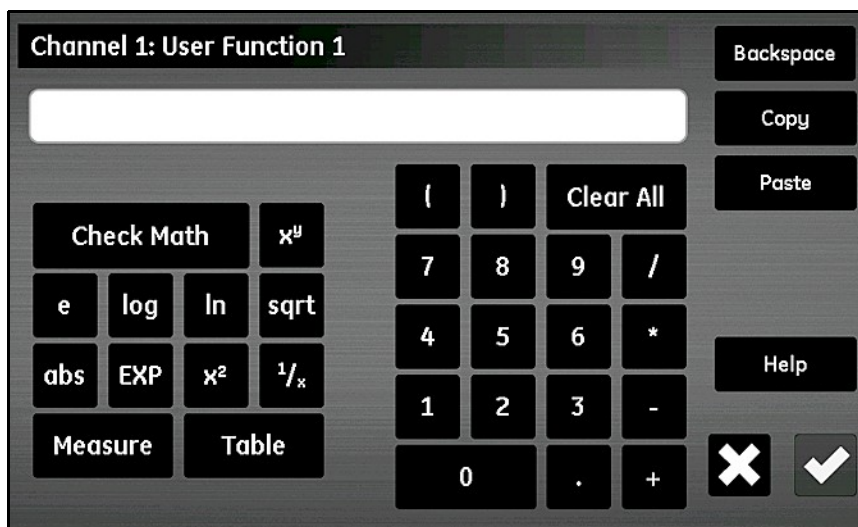 Channel 1: User Function 1
Backspace
Copy
Paste
( ) Clear All
Check Math xʸ
7 8 9 /
e log ln sqrt
4 5 6 *
abs EXP x² ¹/ₓ
Help
1 2 3 -
Measure Table
0 . +